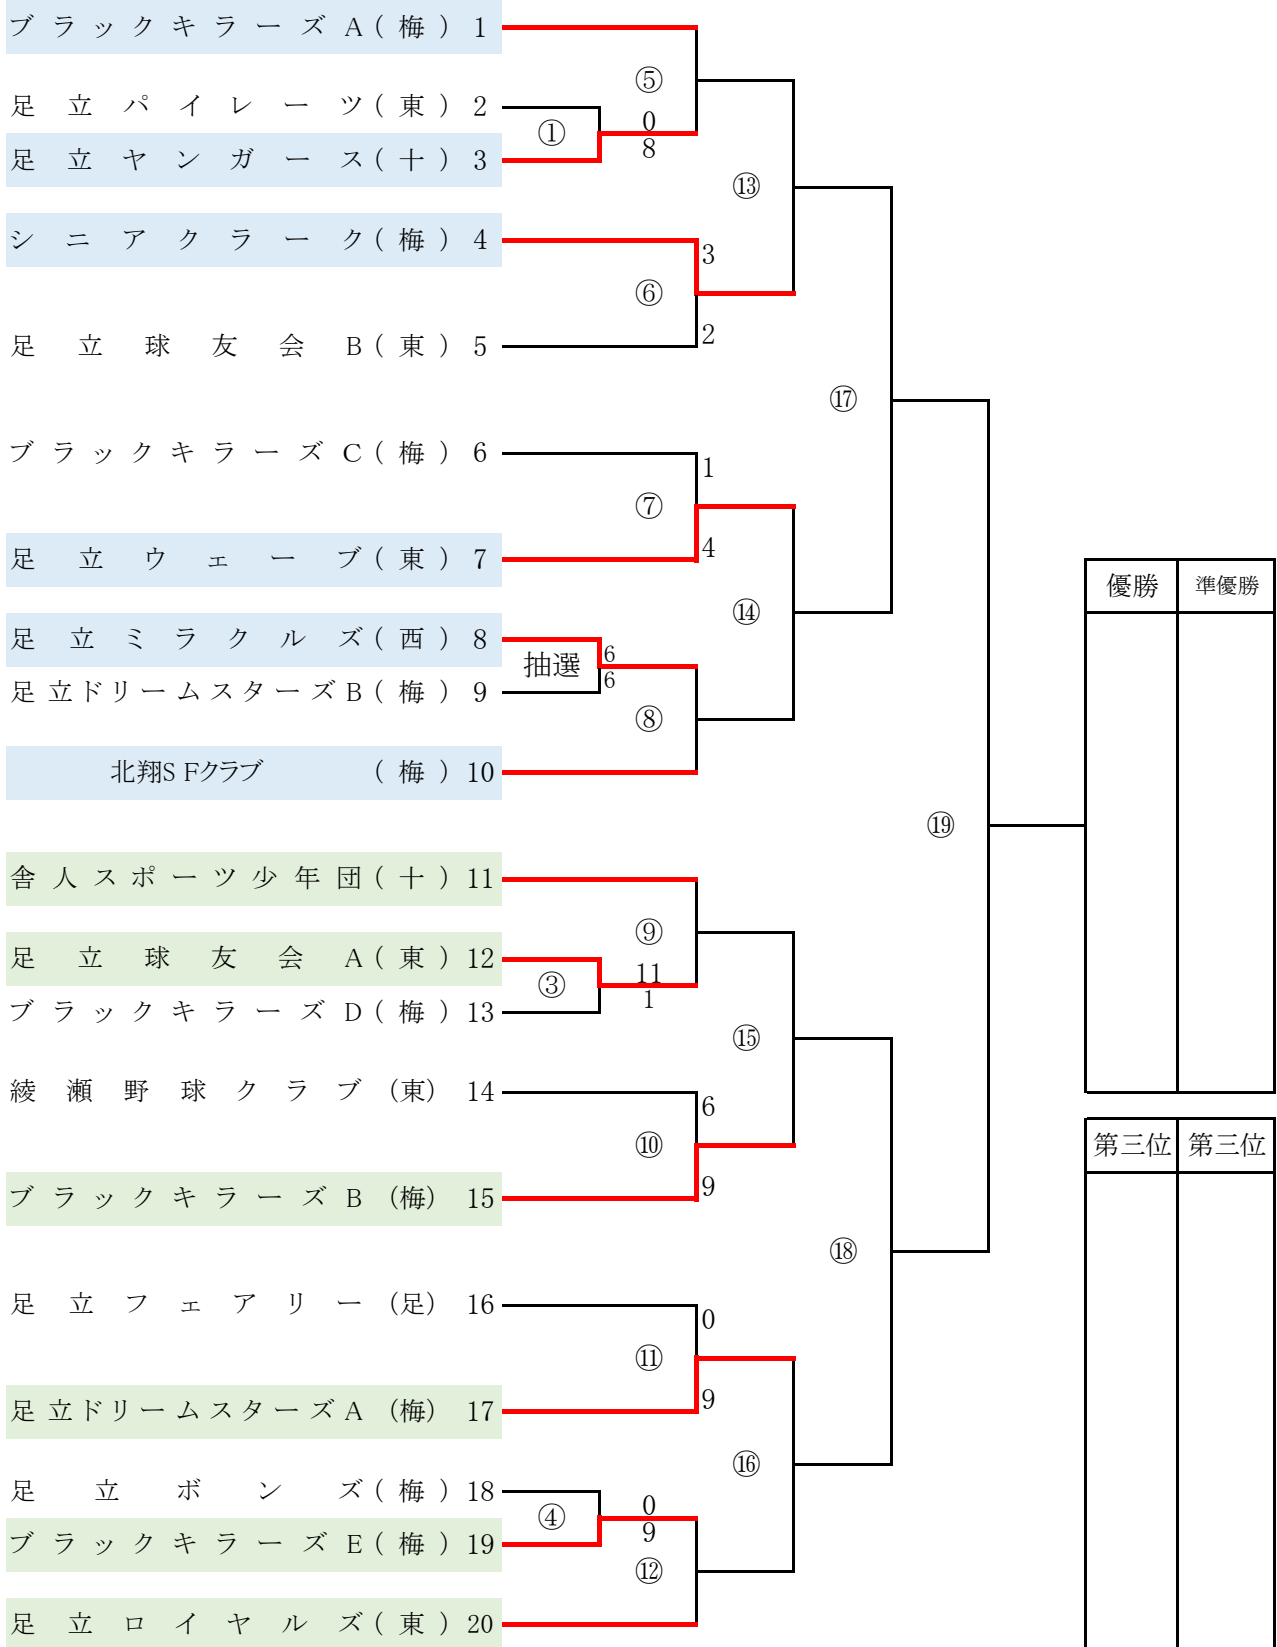 ブラックキラーズA(梅) 1
⑤
足立パイレーツ(東) 2
①
0
8
足立ヤンガース(十) 3
⑬
シニアクラーク(梅) 4
3
⑥
2
足立球友会B(東) 5
⑰
ブラックキラーズC(梅) 6
1
⑦
4
足立ウェーブ(東) 7
優勝 準優勝
⑭
足立ミラクルズ(西) 8
抽選
6
6
足立ドリームスターズB(梅) 9
⑧
北翔SFクラブ (梅) 10
⑲
舎人スポーツ少年団(十) 11
⑨
足立球友会A(東) 12
③
11
1
ブラックキラーズD(梅) 13
⑮
綾瀬野球クラブ (東) 14
6
⑩
第三位 第三位
9
ブラックキラーズB (梅) 15
⑱
足立フェアリー (足) 16
0
⑪
9
足立ドリームスターズA (梅) 17
⑯
足立ボンズ(梅) 18
④
0
9
ブラックキラーズE(梅) 19
⑫
足立ロイヤルズ(東) 20